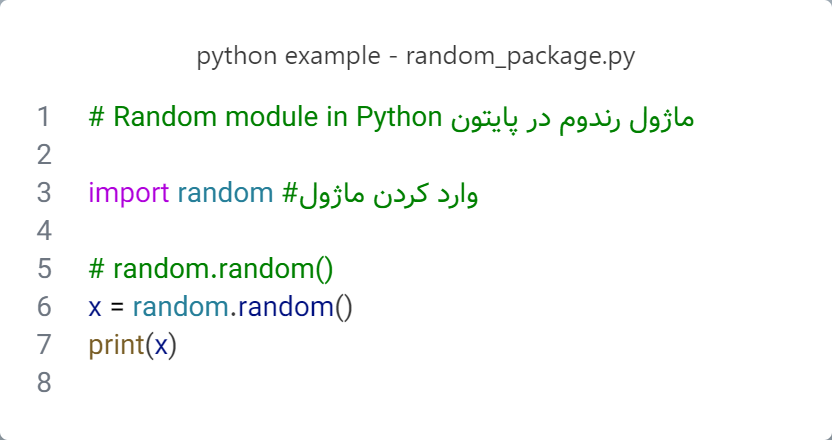 python example - random_package.py
1 # Random module in Python ماژول رندوم در پایتون
2
3 import random #وارد کردن ماژول
4
5 # random.random()
6 x = random.random()
7 print(x)
8